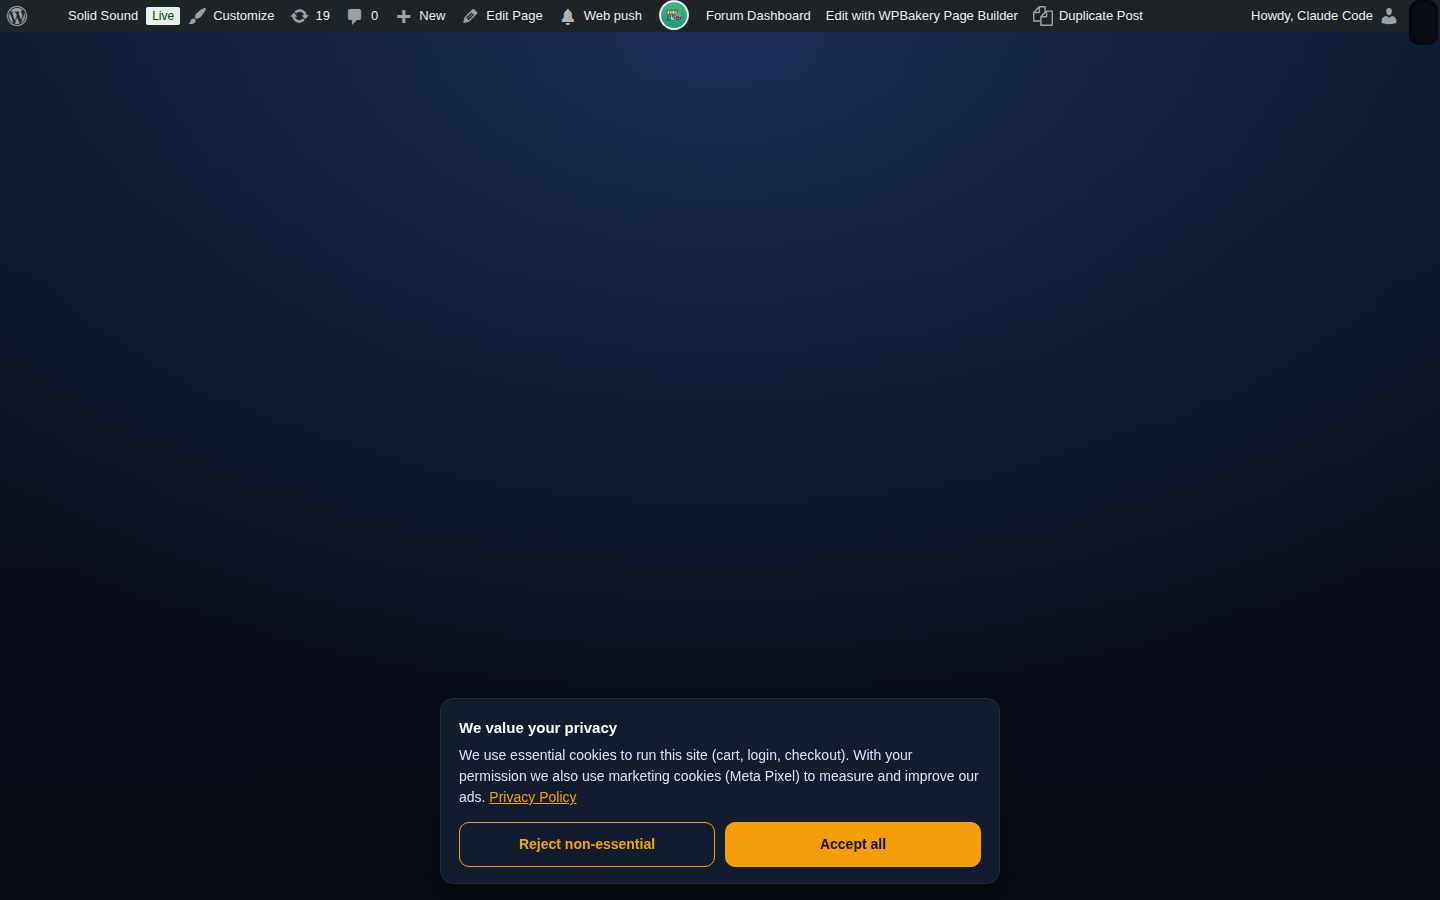 Solid Sound Live Customize 19 0 New Edit Page Web push Forum Dashboard Edit with WPBakery Page Builder Duplicate Post Howdy, Claude Code
We value your privacy
We use essential cookies to run this site (cart, login, checkout). With your
permission we also use marketing cookies (Meta Pixel) to measure and improve our
ads. Privacy Policy
Reject non-essential Accept all